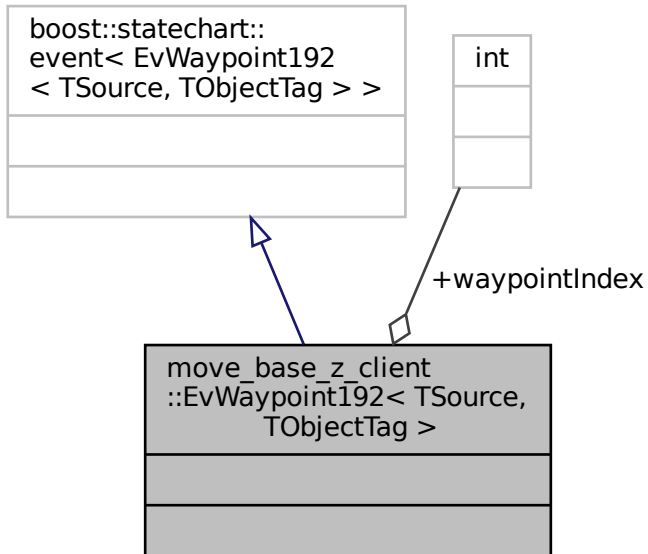 boost::statechart::
event< EvWaypoint192
< TSource, TObjectTag > >
int
+waypointIndex
move_base_z_client
::EvWaypoint192< TSource,
TObjectTag >